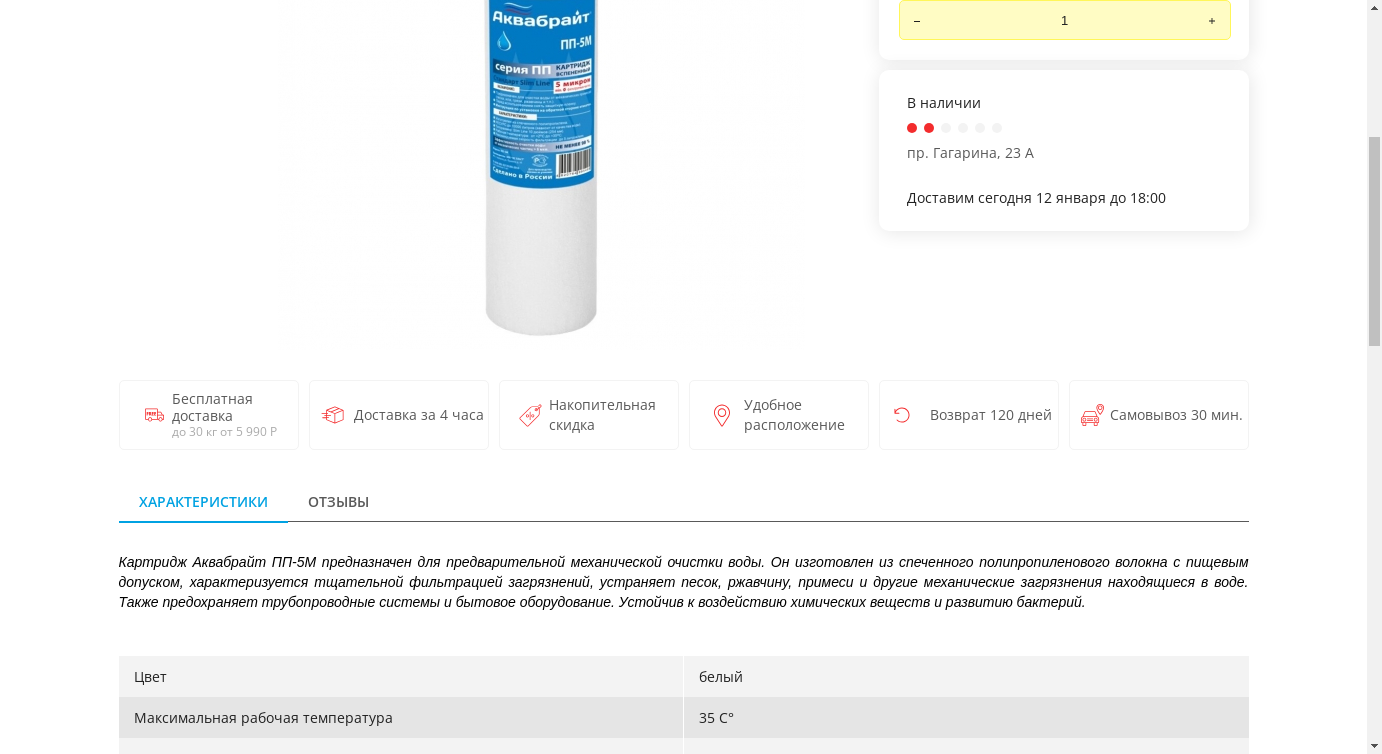 Аквабрайт
ПП-5М
серия ПП
КАРТРИДЖ
ВСПЕНЕННЫЙ
5 микрон
НЕ МЕНЕЕ
Сделано в России
– 1 +
В наличии
пр. Гагарина, 23 А
Доставим сегодня 12 января до 18:00
Бесплатная
доставка
до 30 кг от 5 990 Р
Доставка за 4 часа
Накопительная
скидка
Удобное
расположение
Возврат 120 дней
Самовывоз 30 мин.
ХАРАКТЕРИСТИКИ ОТЗЫВЫ
Картридж Аквабрайт ПП-5М предназначен для предварительной механической очистки воды. Он изготовлен из спеченного полипропиленового волокна с пищевым
допуском, характеризуется тщательной фильтрацией загрязнений, устраняет песок, ржавчину, примеси и другие механические загрязнения находящиеся в воде.
Также предохраняет трубопроводные системы и бытовое оборудование. Устойчив к воздействию химических веществ и развитию бактерий.
Цвет белый
Максимальная рабочая температура 35 С°